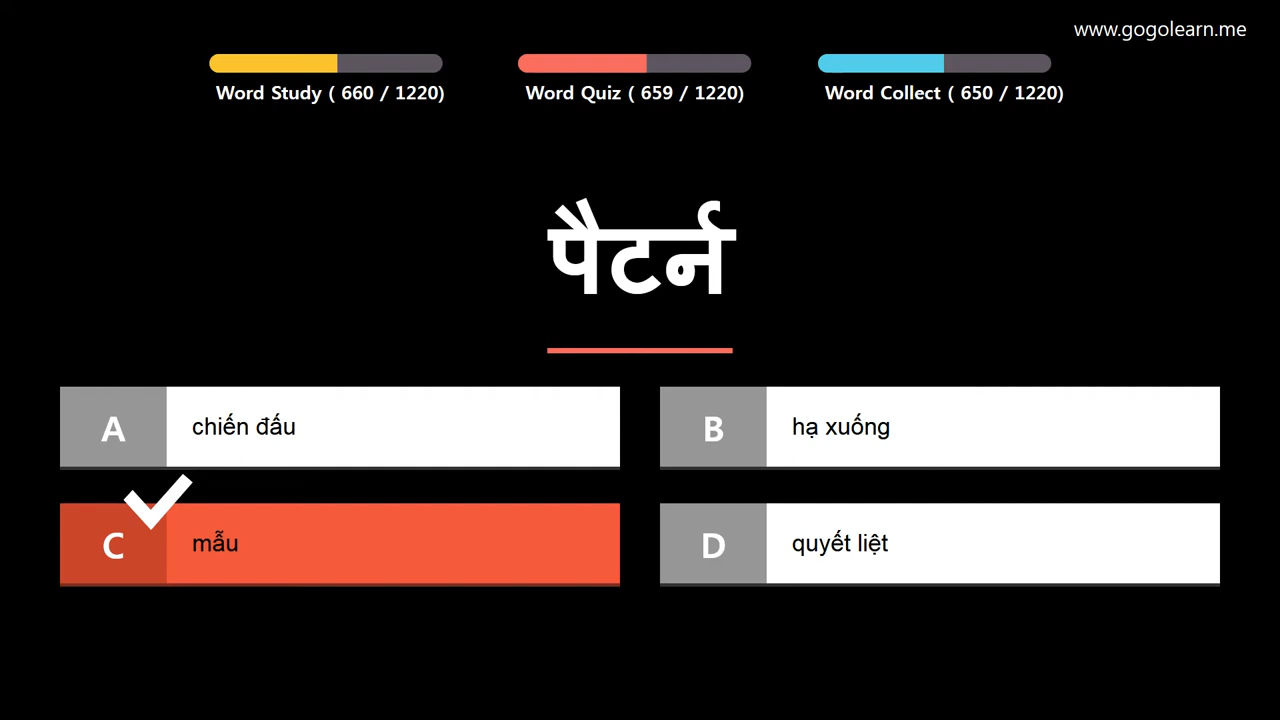 www.gogolearn.me
Word Study ( 660 / 1220)
Word Quiz ( 659 / 1220)
Word Collect ( 650 / 1220)
पैटर्न
A
chiến đấu
B
hạ xuống
C
mẫu
D
quyết liệt